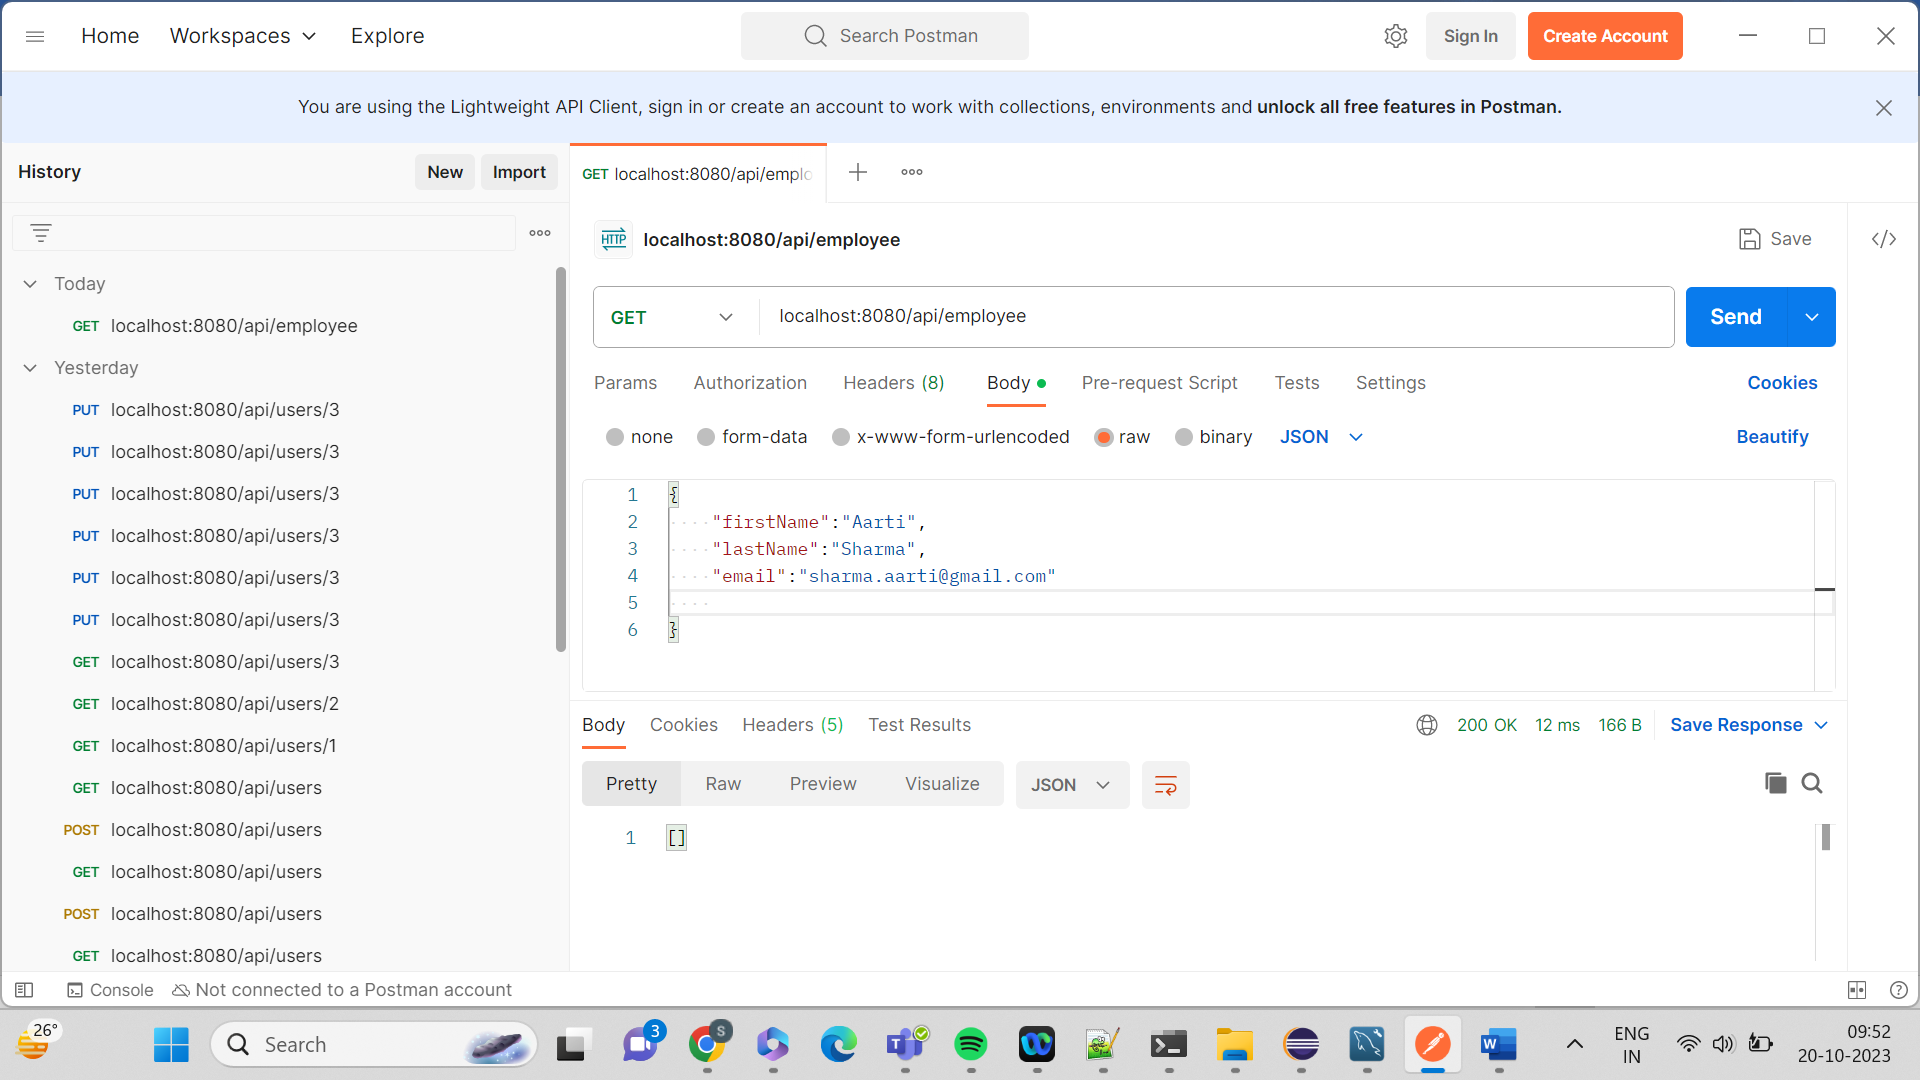 Home
Workspaces
Explore
Search Postman
Sign In
Create Account
You are using the Lightweight API Client, sign in or create an account to work with collections, environments and unlock all free features in Postman.
History
New
Import
GET localhost:8080/api/emplo
HTTP localhost:8080/api/employee
Save
Today
GET localhost:8080/api/employee
Yesterday
PUT localhost:8080/api/users/3
PUT localhost:8080/api/users/3
PUT localhost:8080/api/users/3
PUT localhost:8080/api/users/3
PUT localhost:8080/api/users/3
PUT localhost:8080/api/users/3
GET localhost:8080/api/users/3
GET localhost:8080/api/users/2
GET localhost:8080/api/users/1
GET localhost:8080/api/users
POST localhost:8080/api/users
GET localhost:8080/api/users
POST localhost:8080/api/users
GET localhost:8080/api/users
GET
localhost:8080/api/employee
Send
Params
Authorization
Headers (8)
Body
Pre-request Script
Tests
Settings
Cookies
none
form-data
x-www-form-urlencoded
raw
binary
JSON
Beautify
1 {
2 "firstName":"Aarti",
3 "lastName":"Sharma",
4 "email":"sharma.aarti@gmail.com"
5
6 }
Body
Cookies
Headers (5)
Test Results
200 OK
12 ms
166 B
Save Response
Pretty
Raw
Preview
Visualize
JSON
1 []
Console
Not connected to a Postman account
26°
Search
3
S
T
W
ENG
IN
09:52
20-10-2023